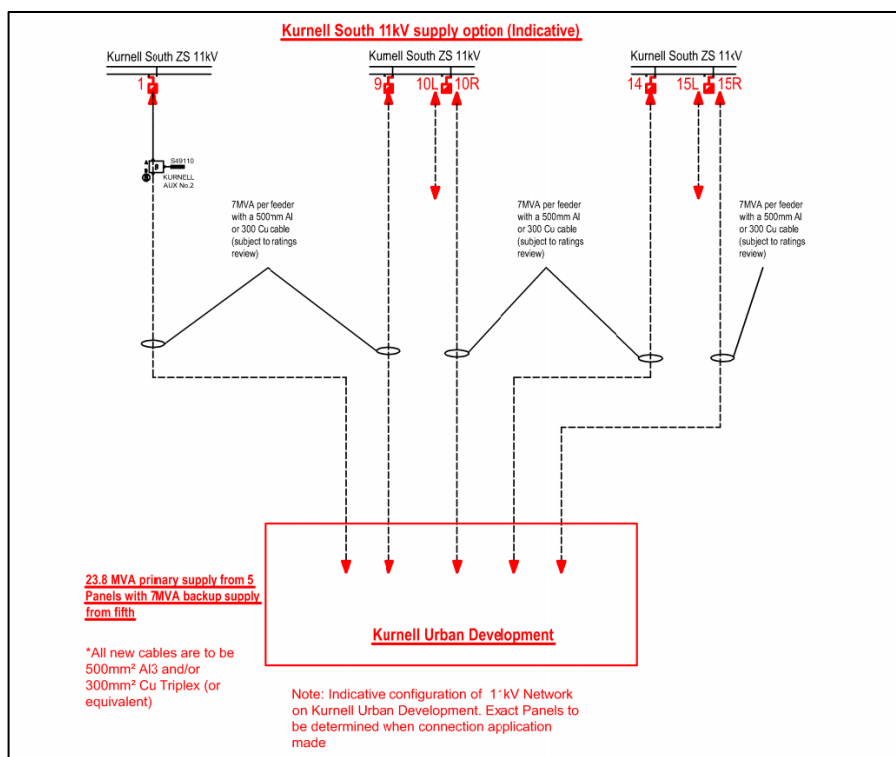 Kurnell South 11kV supply option (Indicative)
Kurnell South ZS 11kV
Kurnell South ZS 11kV
Kurnell South ZS 11kV
1
9
10L
10R
14
15L
15R
S49110
KURNELL
AUX No.2
7MVA per feeder
with a 500mm Al
or 300 Cu cable
(subject to ratings
review)
7MVA per feeder
with a 500mm Al
or 300 Cu cable
(subject to ratings
review)
7MVA per feeder
with a 500mm Al
or 300 Cu cable
(subject to ratings
review)
23.8 MVA primary supply from 5
Panels with 7MVA backup supply
from fifth
*All new cables are to be
500mm² Al3 and/or
300mm² Cu Triplex (or
equivalent)
Kurnell Urban Development
Note: Indicative configuration of 11kV Network
on Kurnell Urban Development. Exact Panels to
be determined when connection application
made